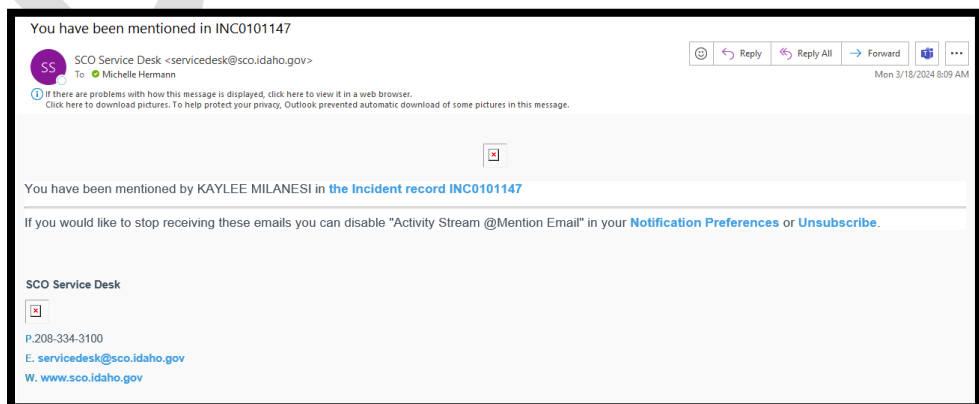 You have been mentioned in INC0101147
SS
SCO Service Desk <servicedesk@sco.idaho.gov>
To Michelle Hermann
Reply
Reply All
Forward
Mon 3/18/2024 8:09 AM
If there are problems with how this message is displayed, click here to view it in a web browser.
Click here to download pictures. To help protect your privacy, Outlook prevented automatic download of some pictures in this message.
You have been mentioned by KAYLEE MILANESI in the Incident record INC0101147
If you would like to stop receiving these emails you can disable "Activity Stream @Mention Email" in your Notification Preferences or Unsubscribe.
SCO Service Desk
P.208-334-3100
E. servicedesk@sco.idaho.gov
W. www.sco.idaho.gov